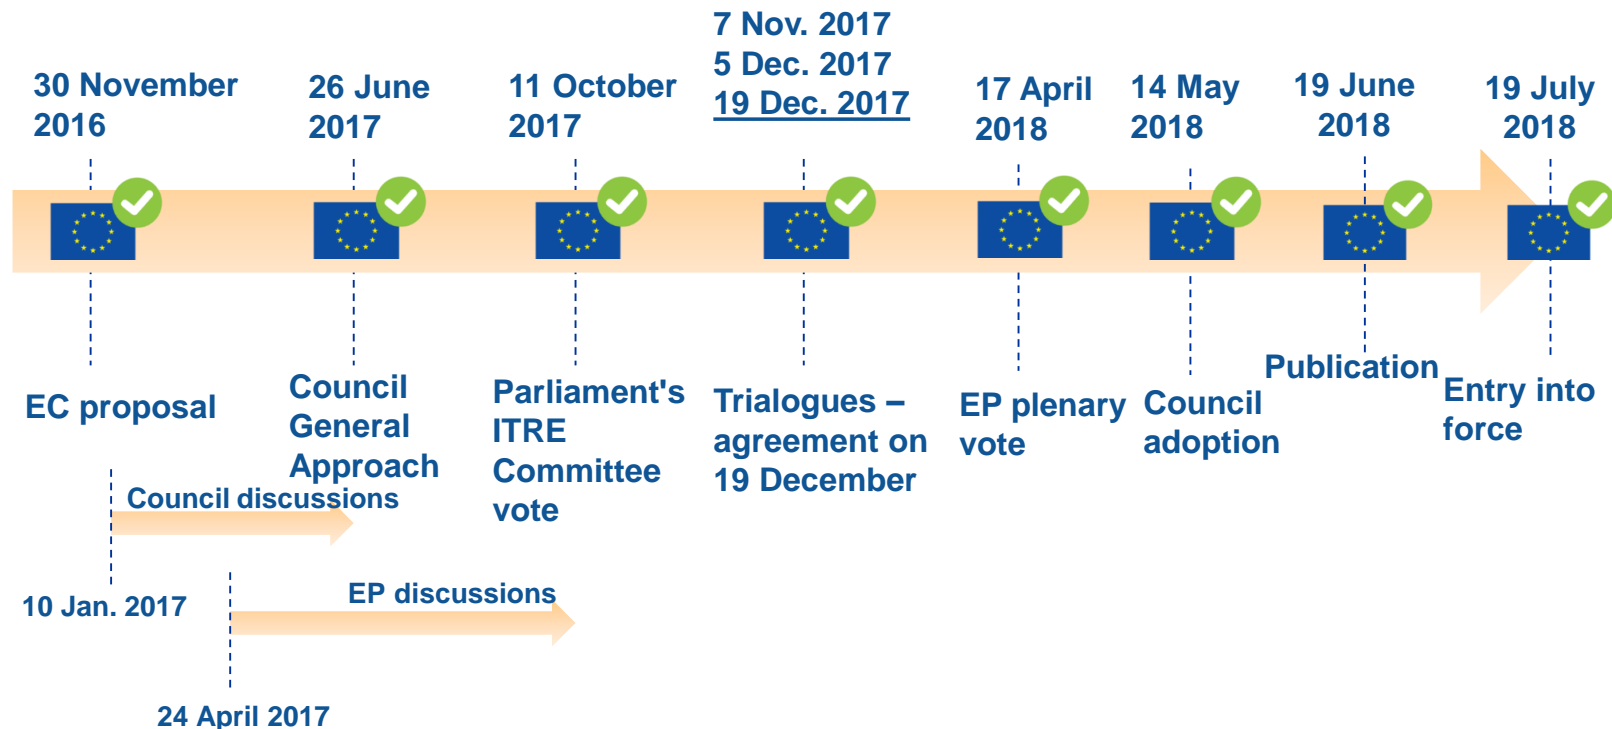 30 November
2016
26 June
2017
11 October
2017
7 Nov. 2017
5 Dec. 2017
19 Dec. 2017
17 April
2018
14 May
2018
19 June
2018
19 July
2018
EC proposal
Council
General
Approach
Parliament's
ITRE
Committee
vote
Trialogues –
agreement on
19 December
EP plenary
vote
Council
adoption
Publication
Entry into
force
Council discussions
10 Jan. 2017
EP discussions
24 April 2017